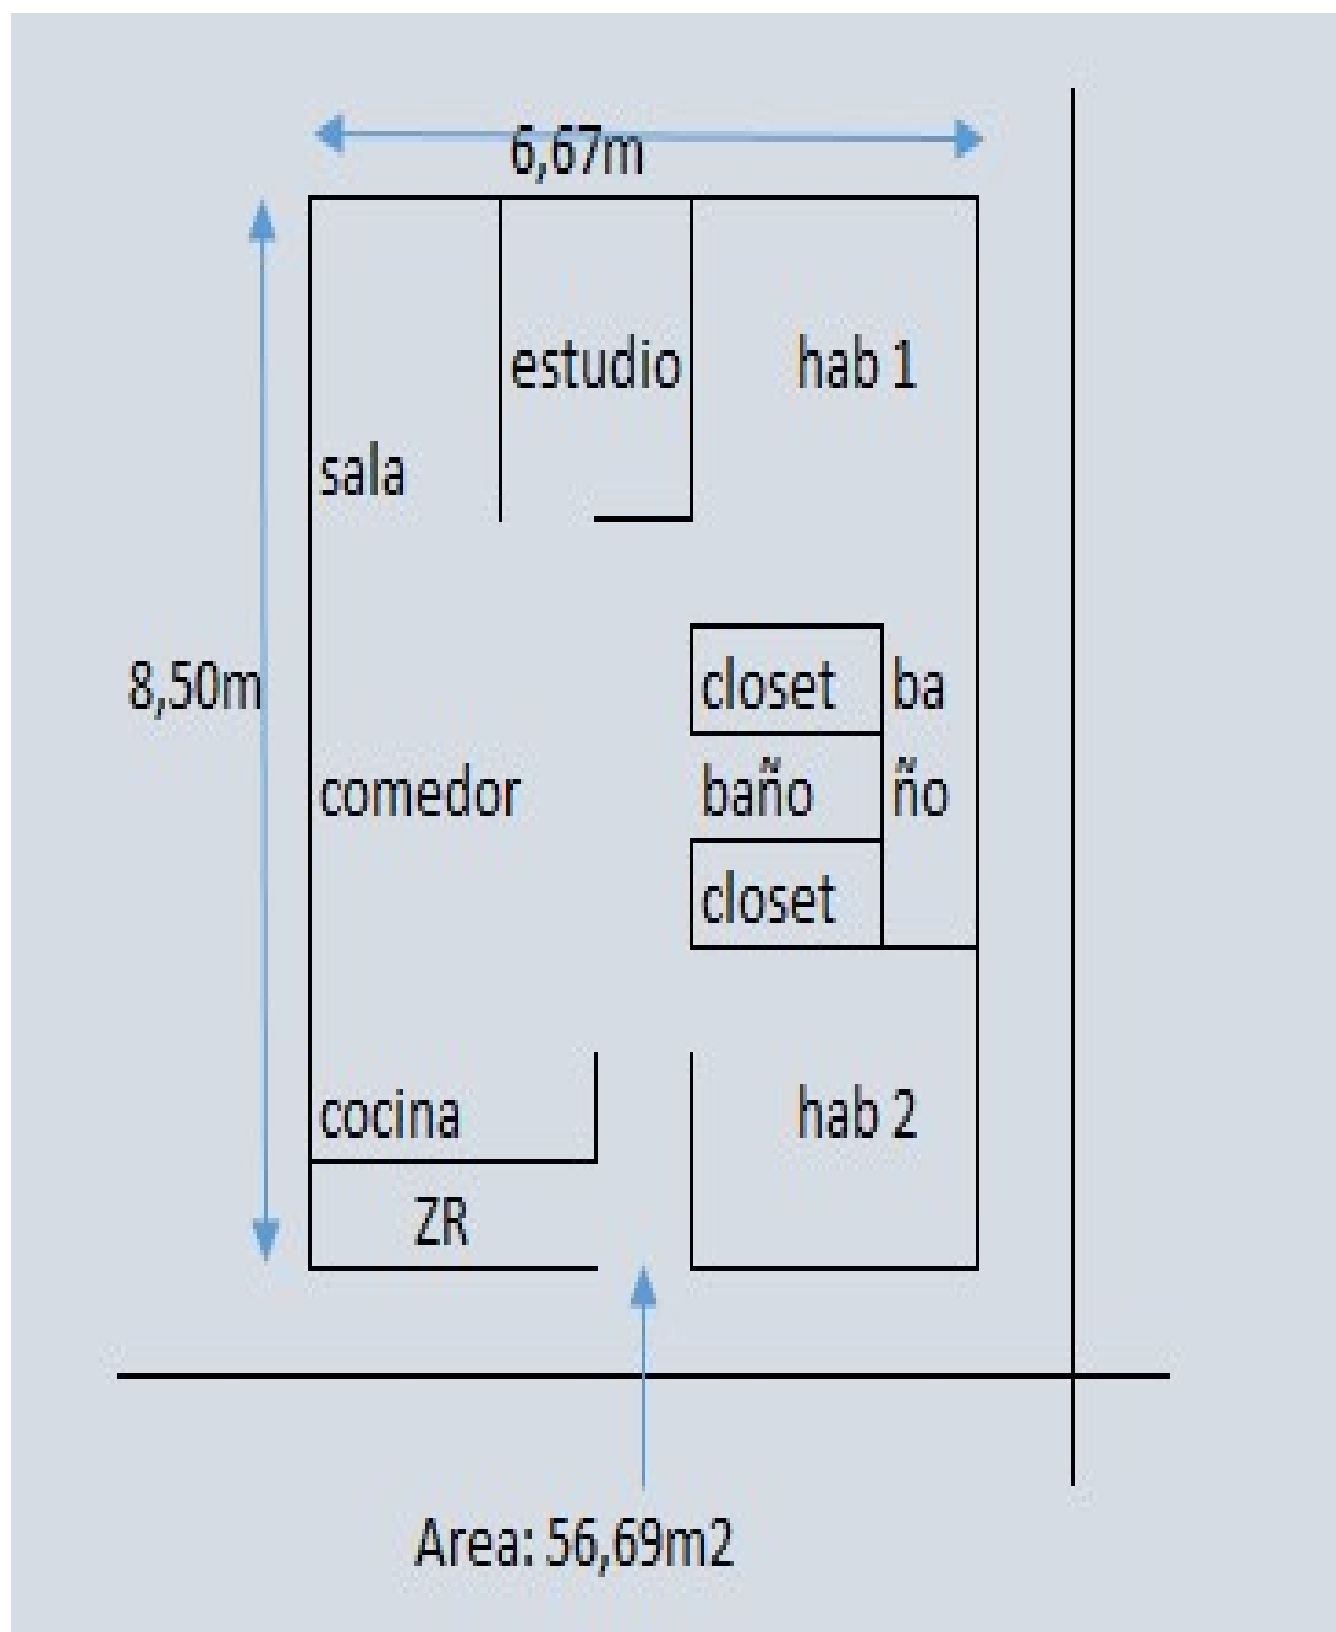 6,67m
estudio
hab 1
sala
8,50m
closet
ba
comedor
baño
ño
closet
cocina
hab 2
ZR
Area: 56,69m2